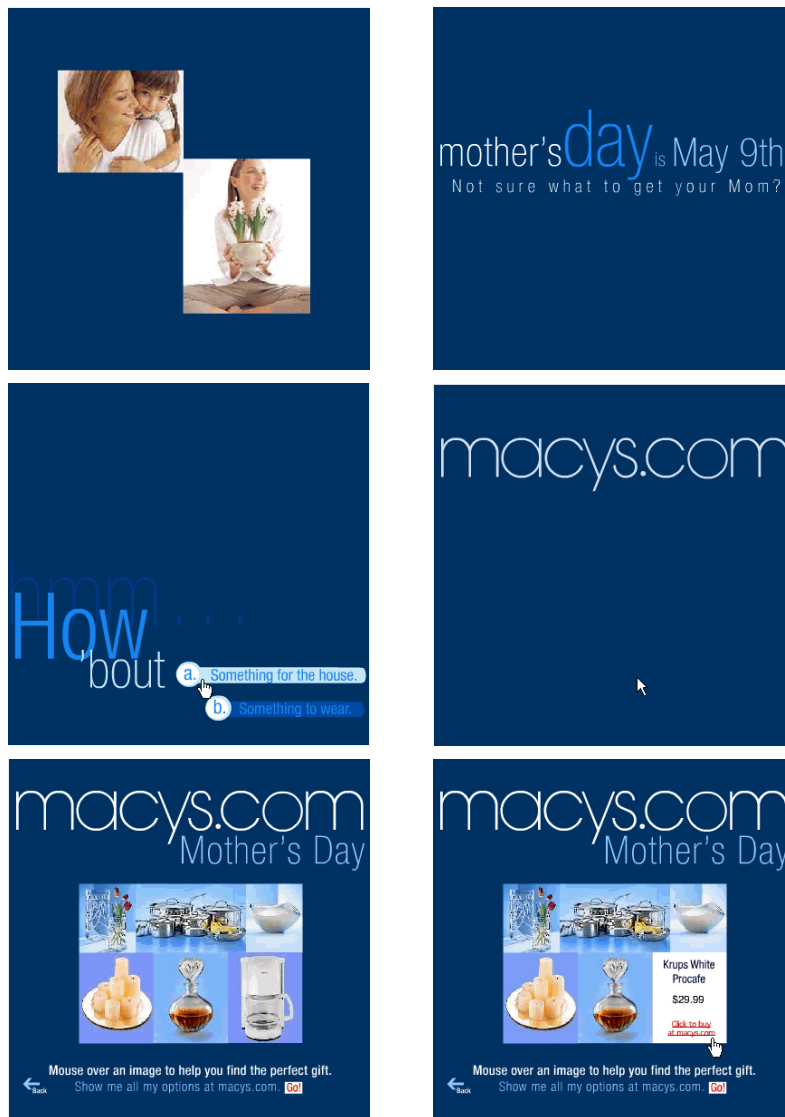 mother's day is May 9th
Not sure what to get your Mom?
hmm...
How
'bout
a. Something for the house.
b. Something to wear.
macys.com
macys.com
Mother's Day
Mouse over an image to help you find the perfect gift.
Back
Show me all my options at macys.com. Go!
macys.com
Mother's Day
Krups White
Procafe
$29.99
Click to buy
at macys.com
Mouse over an image to help you find the perfect gift.
Back
Show me all my options at macys.com. Go!